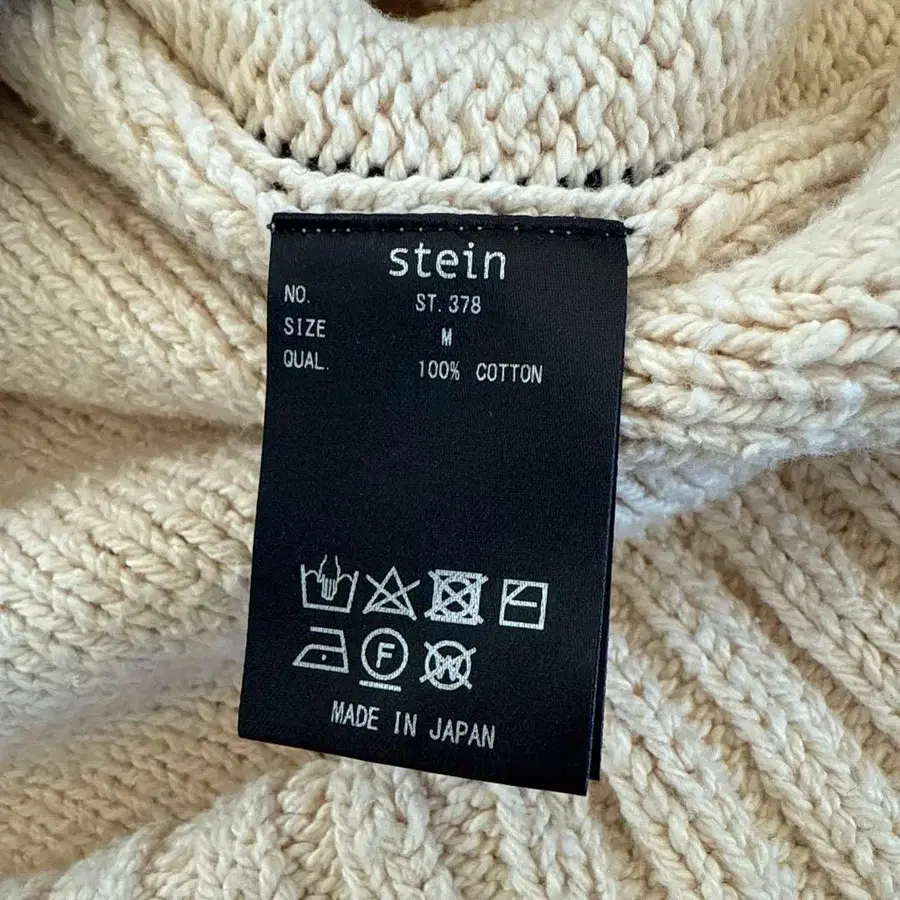 stein
NO. ST. 378
SIZE M
QUAL. 100% COTTON
F W
MADE IN JAPAN